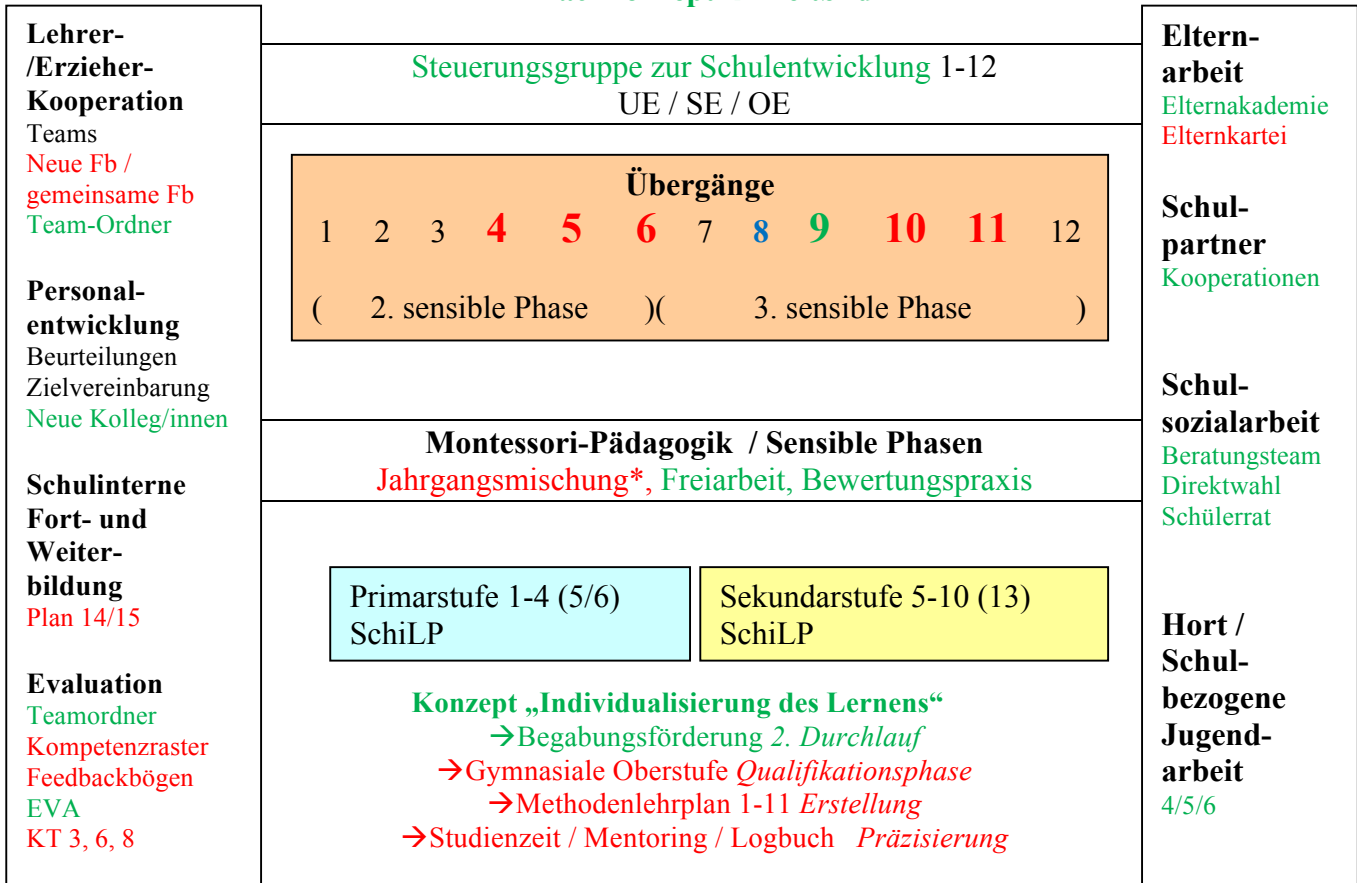 Lehrer-
/Erzieher-
Kooperation
Teams
Neue Fb /
gemeinsame Fb
Team-Ordner
Personal-
entwicklung
Beurteilungen
Zielvereinbarung
Neue Kolleg/innen
Schulinterne
Fort- und
Weiter-
bildung
Plan 14/15
Evaluation
Teamordner
Kompetenzraster
Feedbackbögen
EVA
KT 3, 6, 8
Steuerungsgruppe zur Schulentwicklung 1-12
UE / SE / OE
Übergänge
1 2 3 4 5 6 7 8 9 10 11 12
( 2. sensible Phase )( 3. sensible Phase )
Montessori-Pädagogik / Sensible Phasen
Jahrgangsmischung*, Freiarbeit, Bewertungspraxis
Primarstufe 1-4 (5/6)
SchiLP
Sekundarstufe 5-10 (13)
SchiLP
Konzept „Individualisierung des Lernens“
→Begabungsförderung 2. Durchlauf
→Gymnasiale Oberstufe Qualifikationsphase
→Methodenlehrplan 1-11 Erstellung
→Studienzeit / Mentoring / Logbuch Präzisierung
Eltern-
arbeit
Elternakademie
Elternkartei
Schul-
partner
Kooperationen
Schul-
sozialarbeit
Beratungsteam
Direktwahl
Schülerrat
Hort /
Schul-
bezogene
Jugend-
arbeit
4/5/6